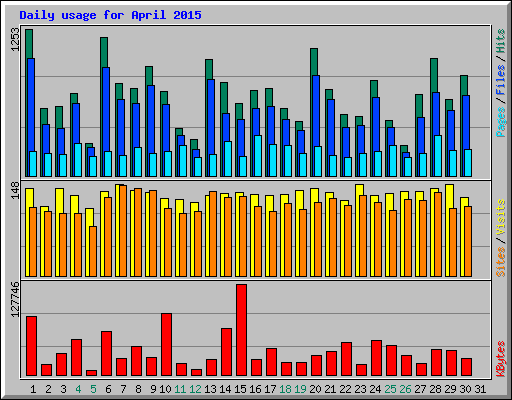 Daily usage for April 2015
1253
Pages / Files / Hits
148
Sites / Visits
127746
KBytes
1 2 3 4 5 6 7 8 9 10 11 12 13 14 15 16 17 18 19 20 21 22 23 24 25 26 27 28 29 30 31